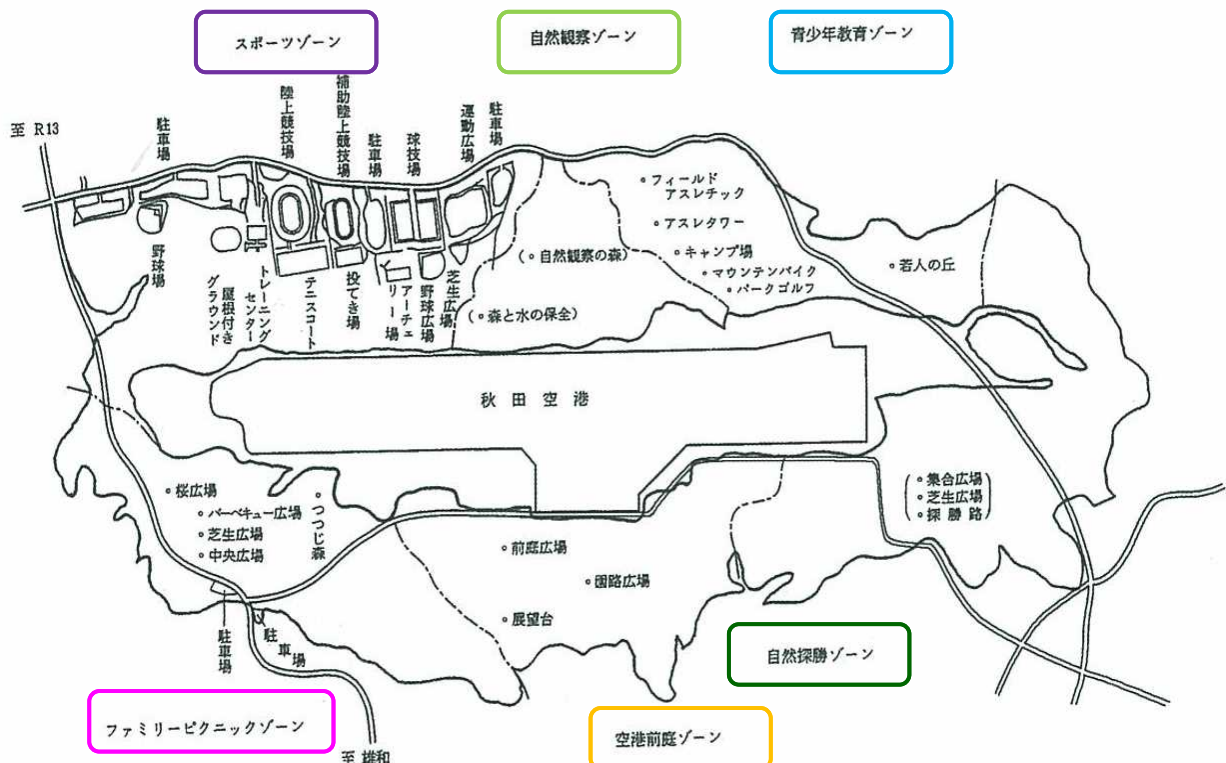 スポーツゾーン
自然観察ゾーン
青少年教育ゾーン
至 R13
駐車場
陸上競技場
補助陸上競技場
駐車場
球技場
運動広場
駐車場
野球場
屋根付き
グラウンド
トレーニング
センター
テニスコート
投てき場
アーチェ
リー場
野球広場
芝生広場
(。自然観察の森)
(。森と水の保全)
。フィールド
アスレチック
。アスレタワー
。キャンプ場
。マウンテンバイク
。パークゴルフ
。若人の丘
秋田空港
。桜広場
。バーベキュー広場
。芝生広場
。中央広場
。つつじ森
駐車場
駐車場
。前庭広場
。園路広場
。展望台
。集合広場
。芝生広場
。探勝路
自然探勝ゾーン
ファミリーピクニックゾーン
空港前庭ゾーン
至 雄和